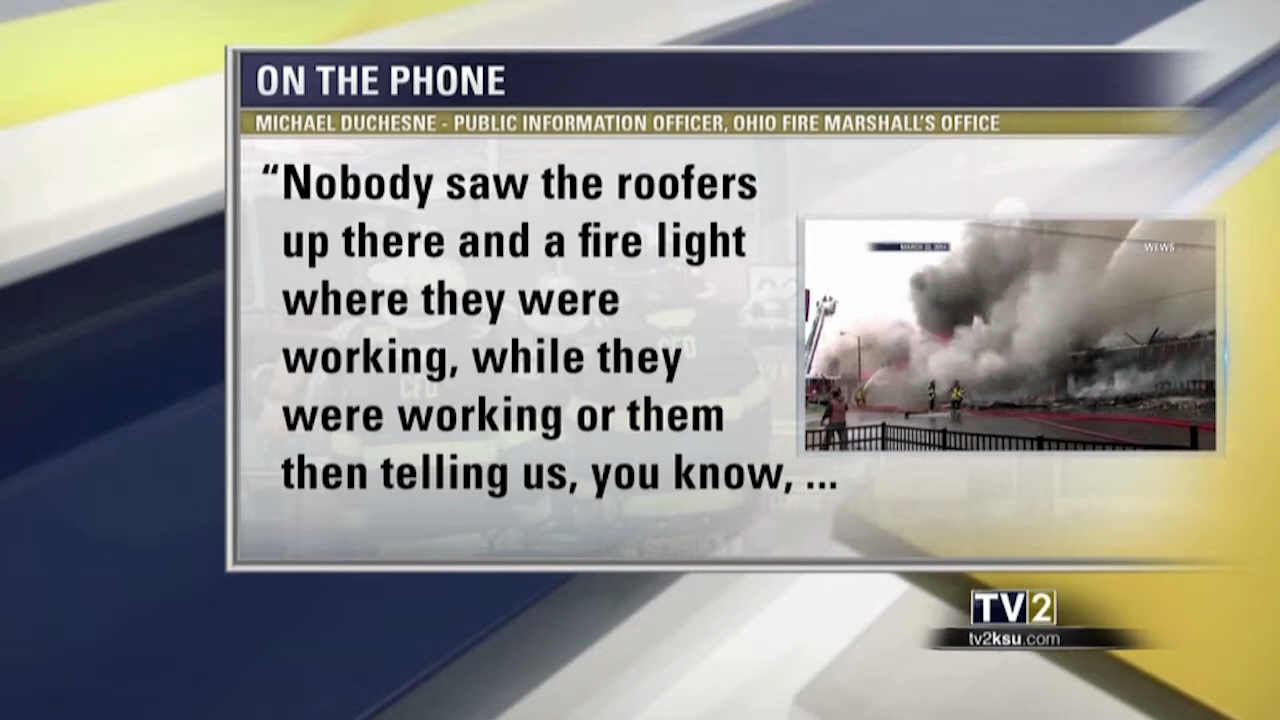 ON THE PHONE
MICHAEL DUCHESNE - PUBLIC INFORMATION OFFICER, OHIO FIRE MARSHALL'S OFFICE
“Nobody saw the roofers
up there and a fire light
where they were
working, while they
were working or them
then telling us, you know, ...
WEWS
CFD
TV2
tv2ksu.com